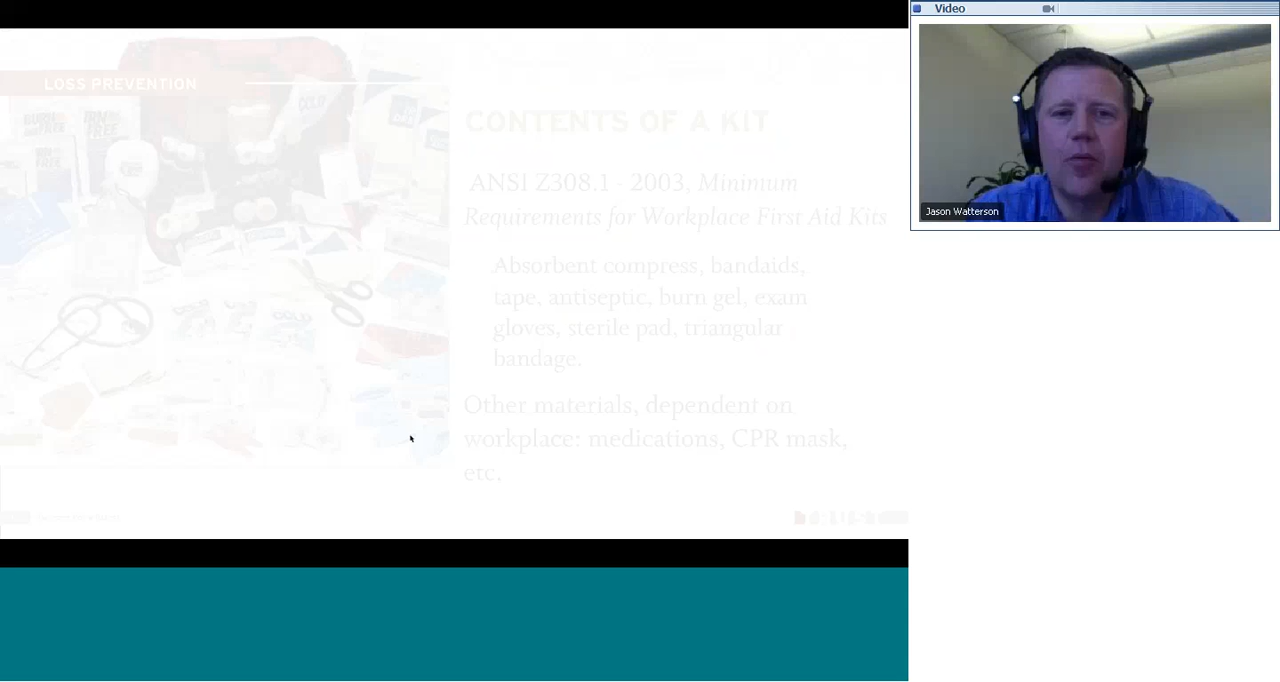 Video
LOSS PREVENTION
CONTENTS OF A KIT
ANSI Z308.1 - 2003, Minimum
Requirements for Workplace First Aid Kits
Absorbent compress, bandaids,
tape, antiseptic, burn gel, exam
gloves, sterile pad, triangular
bandage.
Other materials, dependent on
workplace: medications, CPR mask,
etc.
Jason Watterson
COLD
COLD